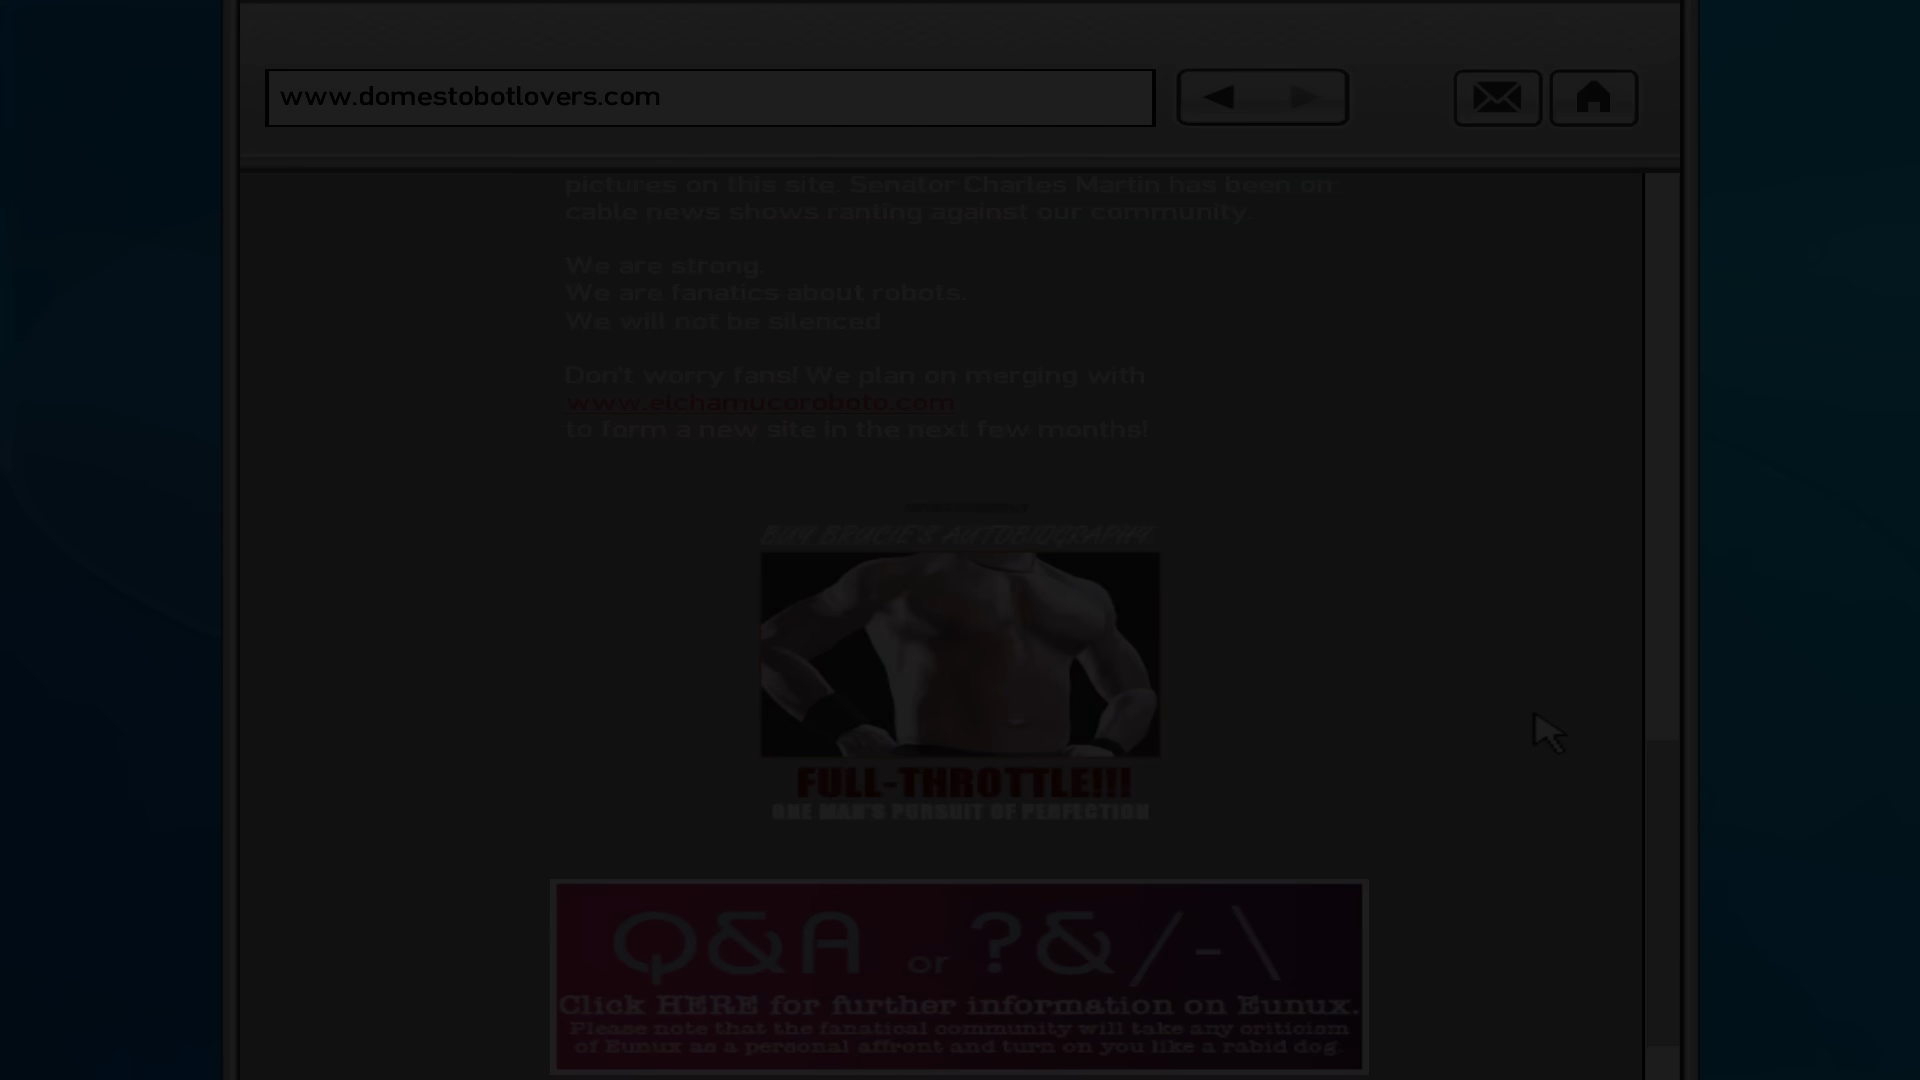 www.domestobotlovers.com
pictures on this site. Senator Charles Martin has been on
cable news shows ranting against our community.
We are strong.
We are fanatics about robots.
We will not be silenced
Don't worry fans! We plan on merging with
www.elchamucoroboto.com
to form a new site in the next few months!
BUY BRUCIE'S AUTOBIOGRAPHY.
FULL-THROTTLE!!!
ONE MAN'S PURSUIT OF PERFECTION
Q&A or ?&/-\
Click HERE for further information on Eunux.
Please note that the fanatical community will take any criticism
of Eunux as a personal affront and turn on you like a rabid dog.